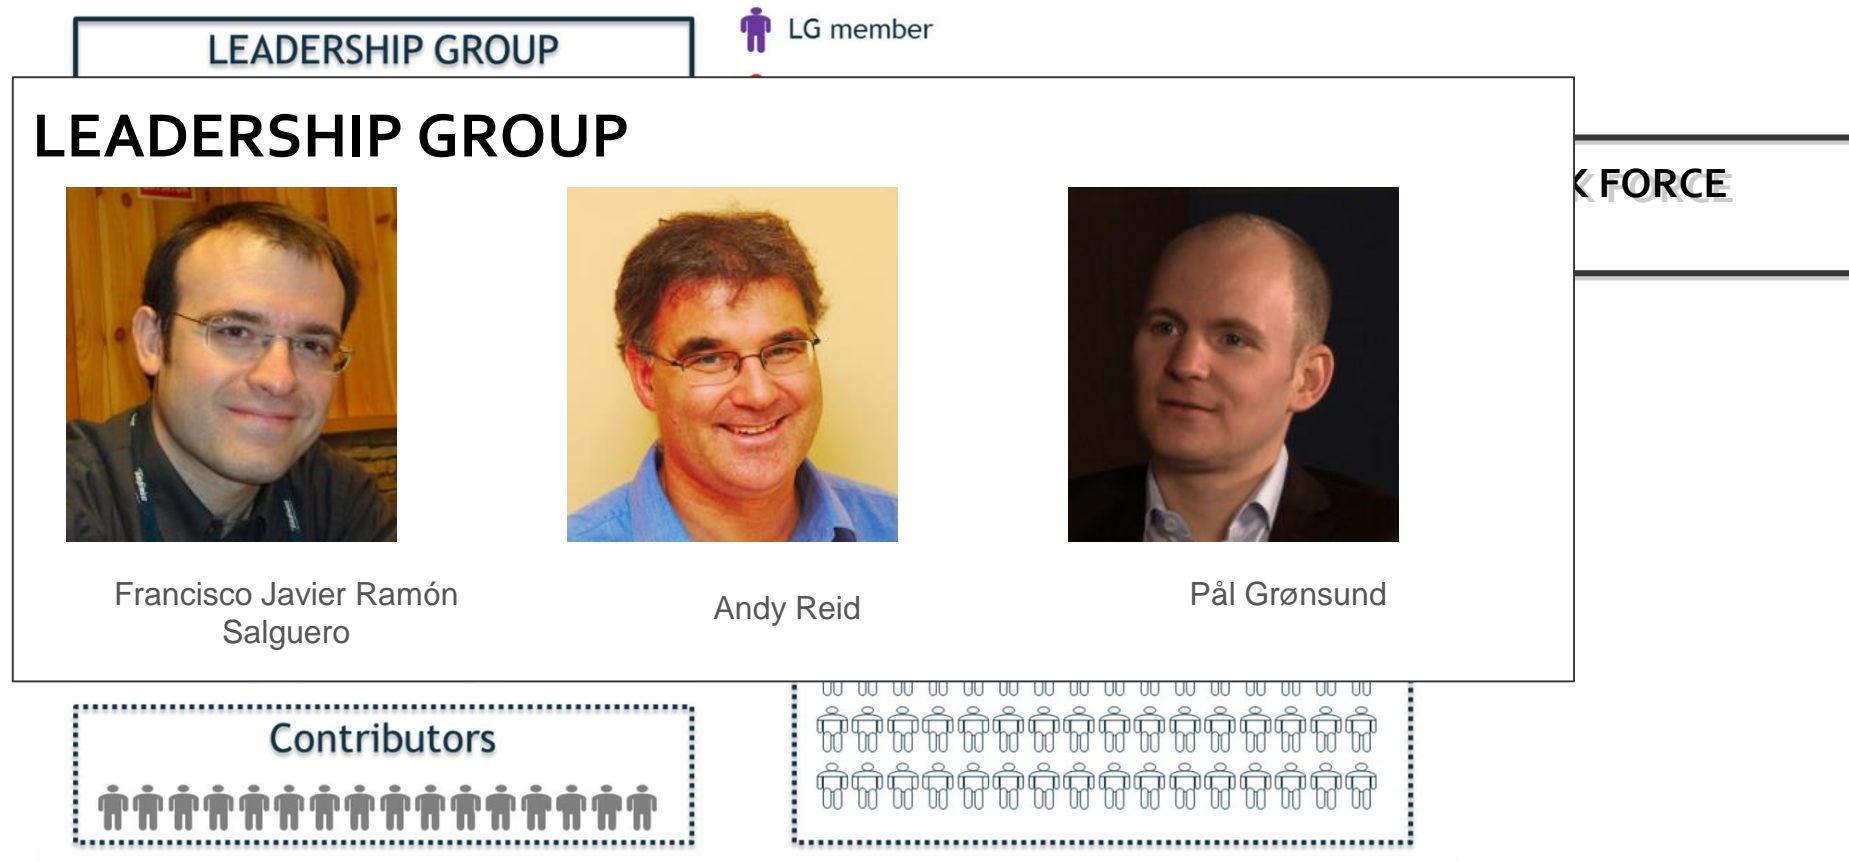 LEADERSHIP GROUP
LG member
LEADERSHIP GROUP
K FORCE
Francisco Javier Ramón
Salguero
Andy Reid
Pål Grønsund
Contributors